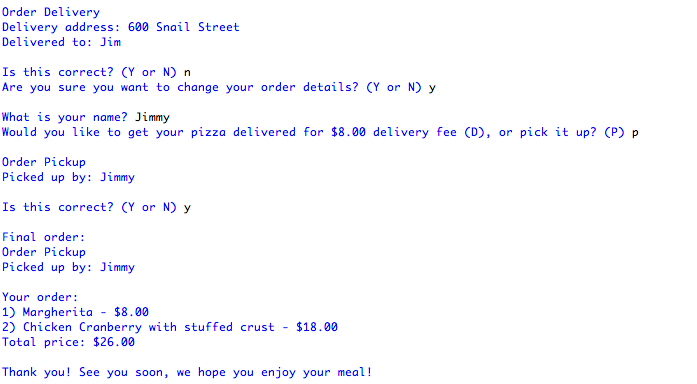 Order Delivery
Delivery address: 600 Snail Street
Delivered to: Jim
Is this correct? (Y or N) n
Are you sure you want to change your order details? (Y or N) y
What is your name? Jimmy
Would you like to get your pizza delivered for $8.00 delivery fee (D), or pick it up? (P) p
Order Pickup
Picked up by: Jimmy
Is this correct? (Y or N) y
Final order:
Order Pickup
Picked up by: Jimmy
Your order:
1) Margherita - $8.00
2) Chicken Cranberry with stuffed crust - $18.00
Total price: $26.00
Thank you! See you soon, we hope you enjoy your meal!